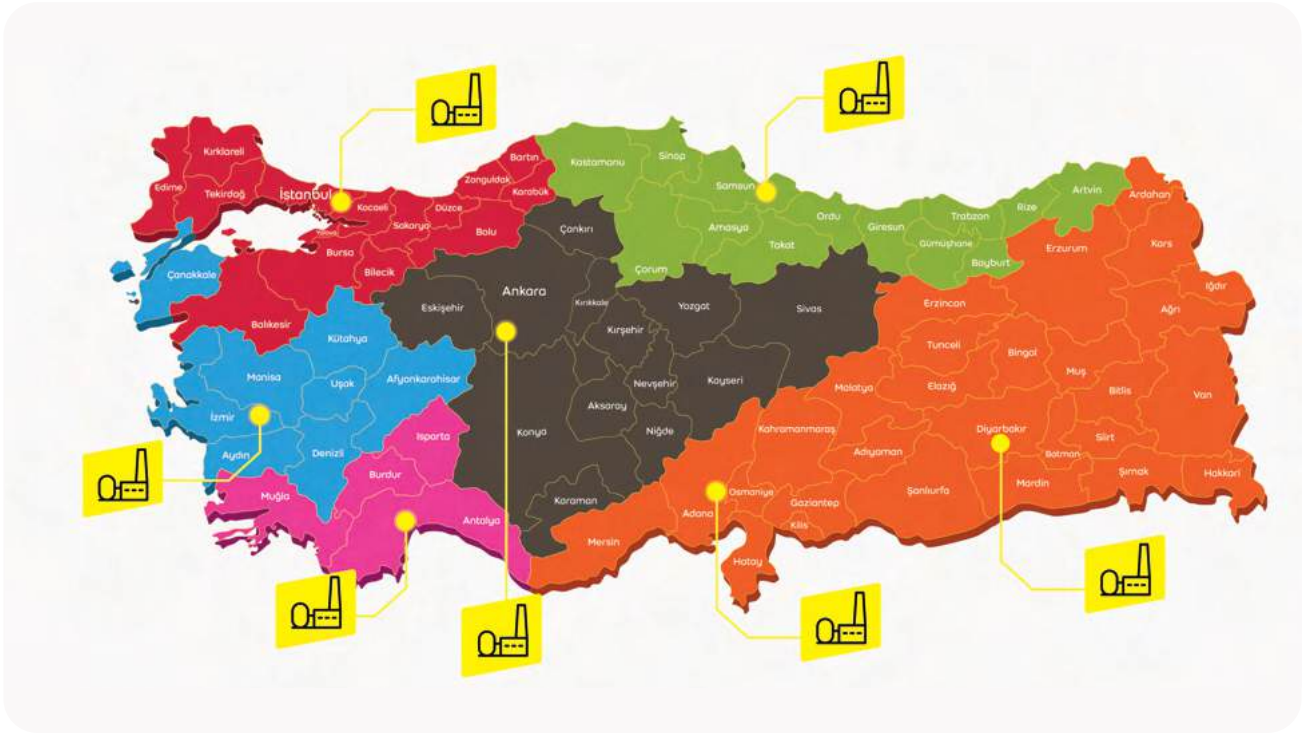 Kırklareli
Edirne
Tekirdağ
İstanbul
Kocaeli
Sakarya
Düzce
Zonguldak
Bartın
Karabük
Bolu
Bursa
Bilecik
Balıkesir
Çanakkale
Kastamonu
Sinop
Samsun
Amasya
Tokat
Çorum
Ordu
Giresun
Trabzon
Gümüşhane
Bayburt
Rize
Artvin
Ardahan
Kars
Iğdır
Ağrı
Erzurum
Erzincan
Tunceli
Bingöl
Muş
Bitlis
Van
Elazığ
Malatya
Diyarbakır
Batman
Siirt
Şırnak
Hakkari
Mardin
Şanlıurfa
Adıyaman
Kahramanmaraş
Gaziantep
Kilis
Osmaniye
Adana
Hatay
Mersin
Çankırı
Ankara
Eskişehir
Kırıkkale
Kırşehir
Yozgat
Sivas
Kayseri
Nevşehir
Aksaray
Niğde
Konya
Karaman
Kütahya
Manisa
Uşak
Afyonkarahisar
İzmir
Aydın
Denizli
Isparta
Burdur
Muğla
Antalya